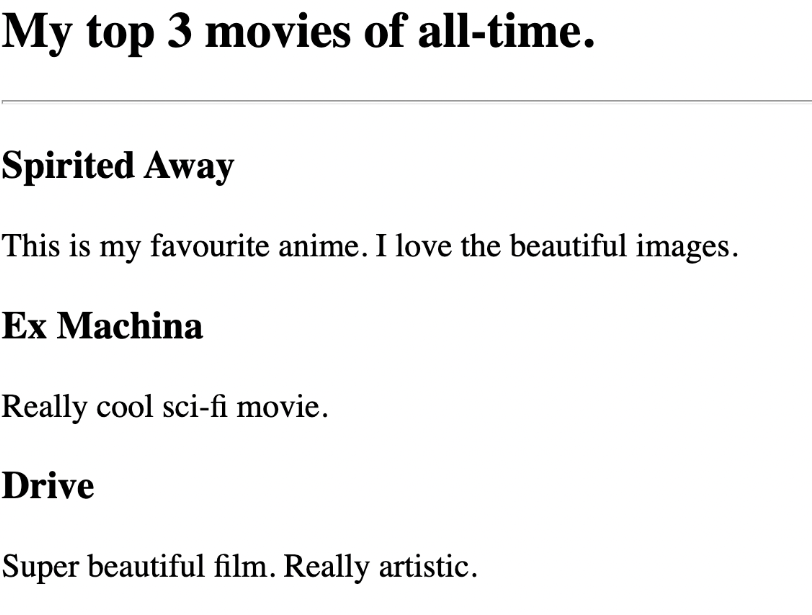 My top 3 movies of all-time.
Spirited Away
This is my favourite anime. I love the beautiful images.
Ex Machina
Really cool sci-fi movie.
Drive
Super beautiful film. Really artistic.